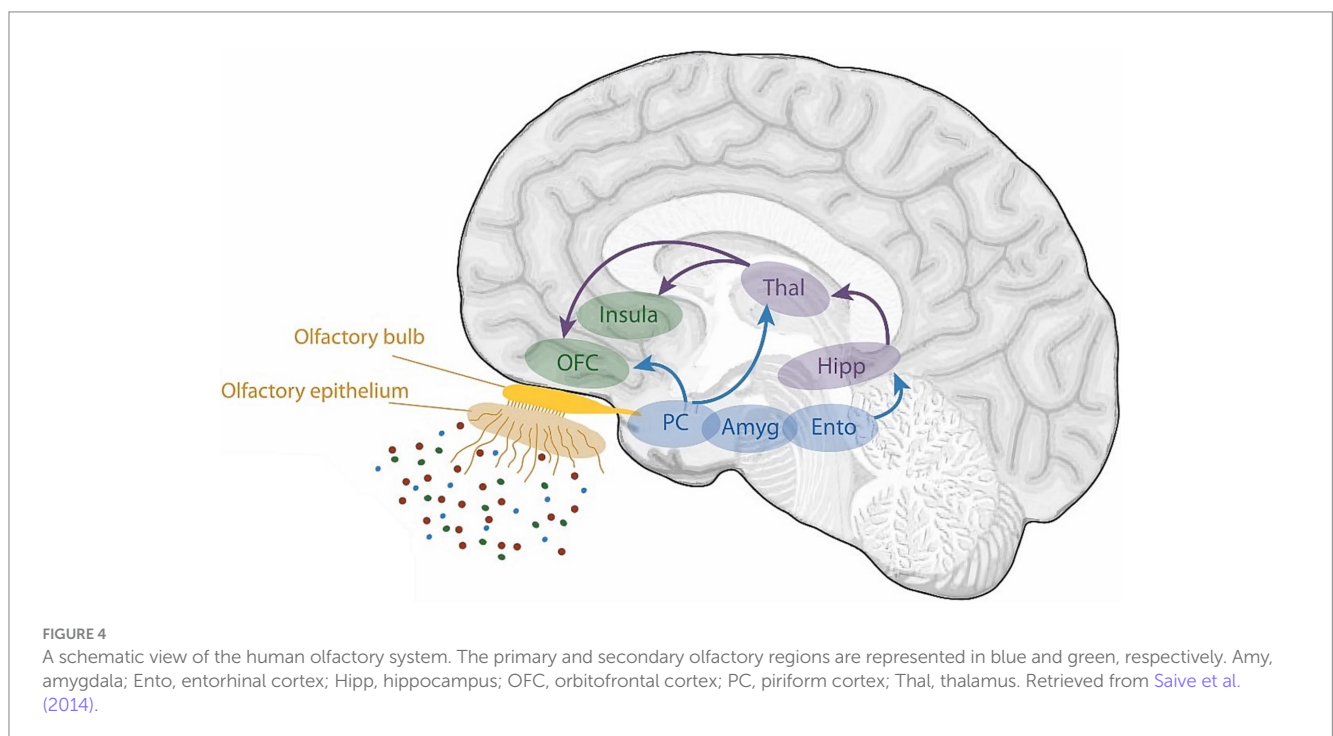 Thal
Insula
Olfactory bulb
OFC
Hipp
Olfactory epithelium
PC
Amyg
Ento
FIGURE 4
A schematic view of the human olfactory system. The primary and secondary olfactory regions are represented in blue and green, respectively. Amy,
amygdala; Ento, entorhinal cortex; Hipp, hippocampus; OFC, orbitofrontal cortex; PC, piriform cortex; Thal, thalamus. Retrieved from Saive et al.
(2014).